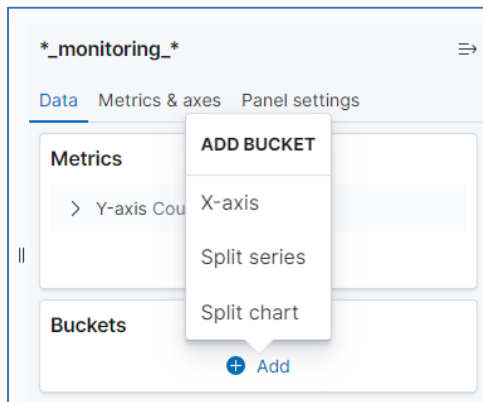 *_monitoring_*
Data Metrics & axes Panel settings
Metrics
Y-axis Cou
ADD BUCKET
X-axis
Split series
Split chart
Buckets
Add